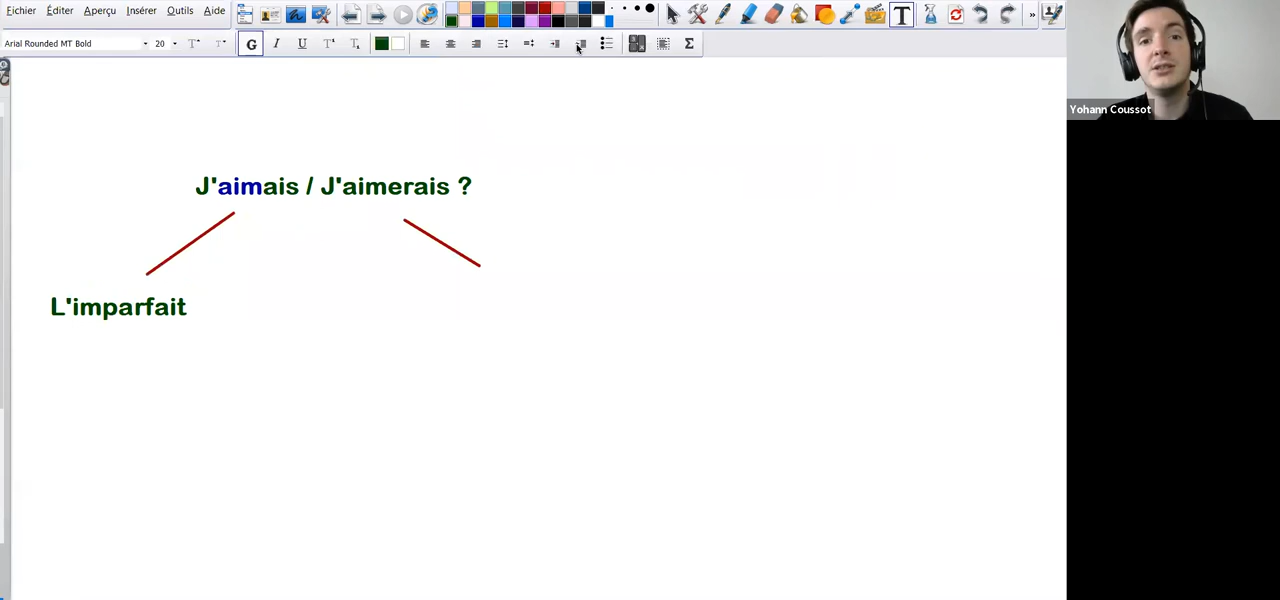 Fichier Éditer Aperçu Insérer Outils Aide
»
Arial Rounded MT Bold 20 T T G I U T T Σ
Yohann Coussot
J'aimais / J'aimerais ?
L'imparfait